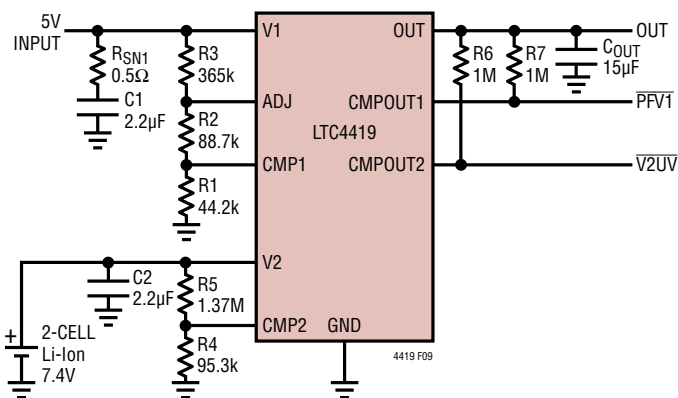 5V
INPUT
RSN1
0.5Ω
C1
2.2µF
R3
365k
R2
88.7k
R1
44.2k
V1
ADJ
CMP1
V2
CMP2
GND
LTC4419
OUT
CMPOUT1
CMPOUT2
R6
1M
R7
1M
COUT
15µF
OUT
PFV1
V2UV
C2
2.2µF
R5
1.37M
R4
95.3k
+
2-CELL
Li-Ion
7.4V
4419 F09